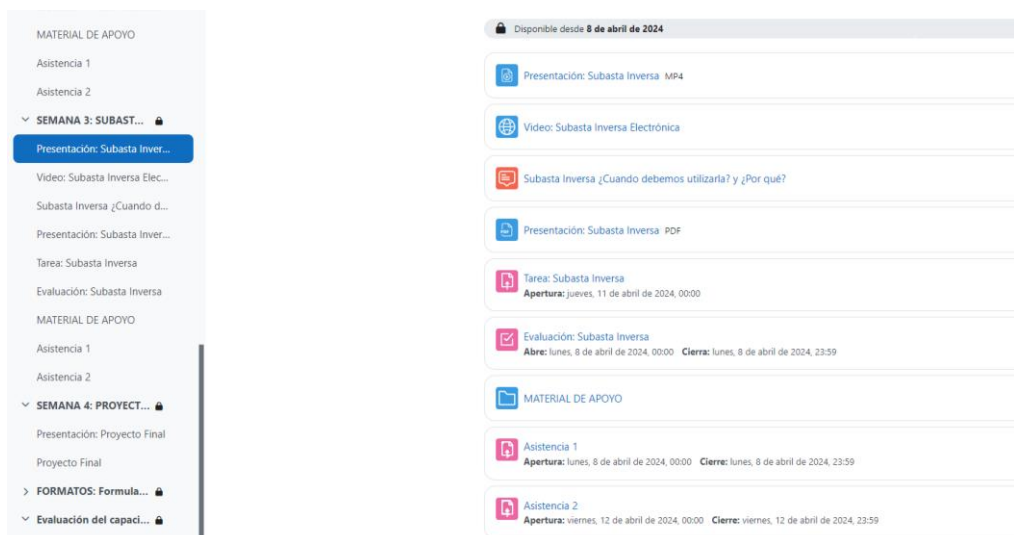 MATERIAL DE APOYO
Asistencia 1
Asistencia 2
SEMANA 3: SUBAST...
Presentación: Subasta Inver...
Video: Subasta Inversa Elec...
Subasta Inversa ¿Cuando d...
Presentación: Subasta Inver...
Tarea: Subasta Inversa
Evaluación: Subasta Inversa
MATERIAL DE APOYO
Asistencia 1
Asistencia 2
SEMANA 4: PROYECT...
Presentación: Proyecto Final
Proyecto Final
FORMATOS: Formula...
Evaluación del capaci...
Disponible desde 8 de abril de 2024
Presentación: Subasta Inversa MP4
Video: Subasta Inversa Electrónica
Subasta Inversa ¿Cuando debemos utilizarla? y ¿Por qué?
Presentación: Subasta Inversa PDF
Tarea: Subasta Inversa
Apertura: jueves, 11 de abril de 2024, 00:00
Evaluación: Subasta Inversa
Abre: lunes, 8 de abril de 2024, 00:00 Cierra: lunes, 8 de abril de 2024, 23:59
MATERIAL DE APOYO
Asistencia 1
Apertura: lunes, 8 de abril de 2024, 00:00 Cierre: lunes, 8 de abril de 2024, 23:59
Asistencia 2
Apertura: viernes, 12 de abril de 2024, 00:00 Cierre: viernes, 12 de abril de 2024, 23:59